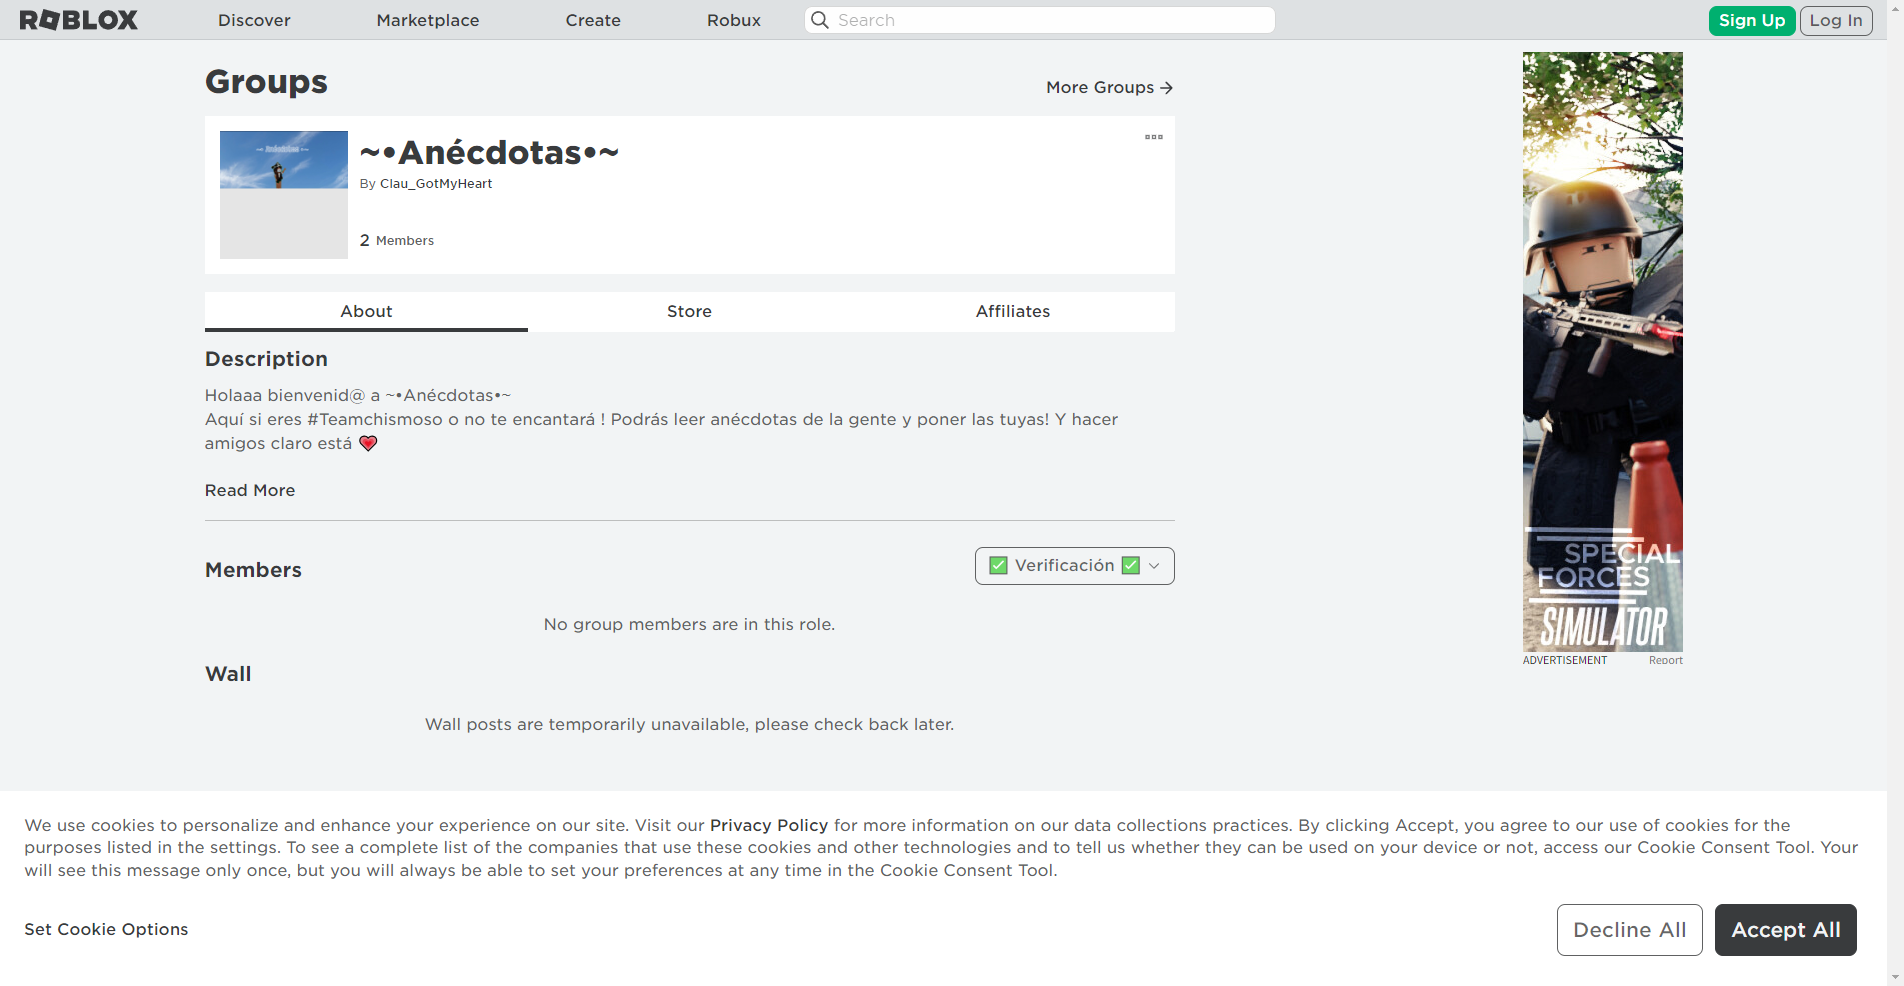 ROBLOX
Discover
Marketplace
Create
Robux
Search
Sign Up
Log In
Groups
More Groups
~•Anécdotas•~
By Clau_GotMyHeart
2 Members
About
Store
Affiliates
Description
Holaaa bienvenid@ a ~•Anécdotas•~
Aquí si eres #Teamchismoso o no te encantará ! Podrás leer anécdotas de la gente y poner las tuyas! Y hacer
amigos claro está 💗
Read More
Members
✅ Verificación ✅
No group members are in this role.
Wall
Wall posts are temporarily unavailable, please check back later.
SPECIAL
FORCES
SIMULATOR
ADVERTISEMENT
Report
We use cookies to personalize and enhance your experience on our site. Visit our Privacy Policy for more information on our data collections practices. By clicking Accept, you agree to our use of cookies for the
purposes listed in the settings. To see a complete list of the companies that use these cookies and other technologies and to tell us whether they can be used on your device or not, access our Cookie Consent Tool. Your
will see this message only once, but you will always be able to set your preferences at any time in the Cookie Consent Tool.
Set Cookie Options
Decline All
Accept All